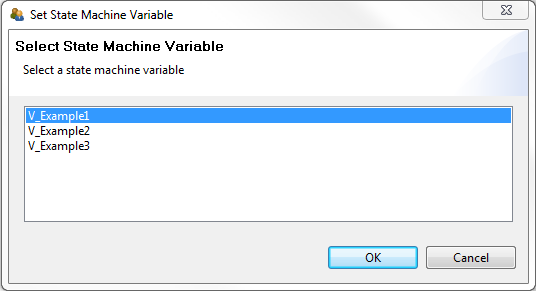 Set State Machine Variable
Select State Machine Variable
Select a state machine variable
V_Example1
V_Example2
V_Example3
OK Cancel